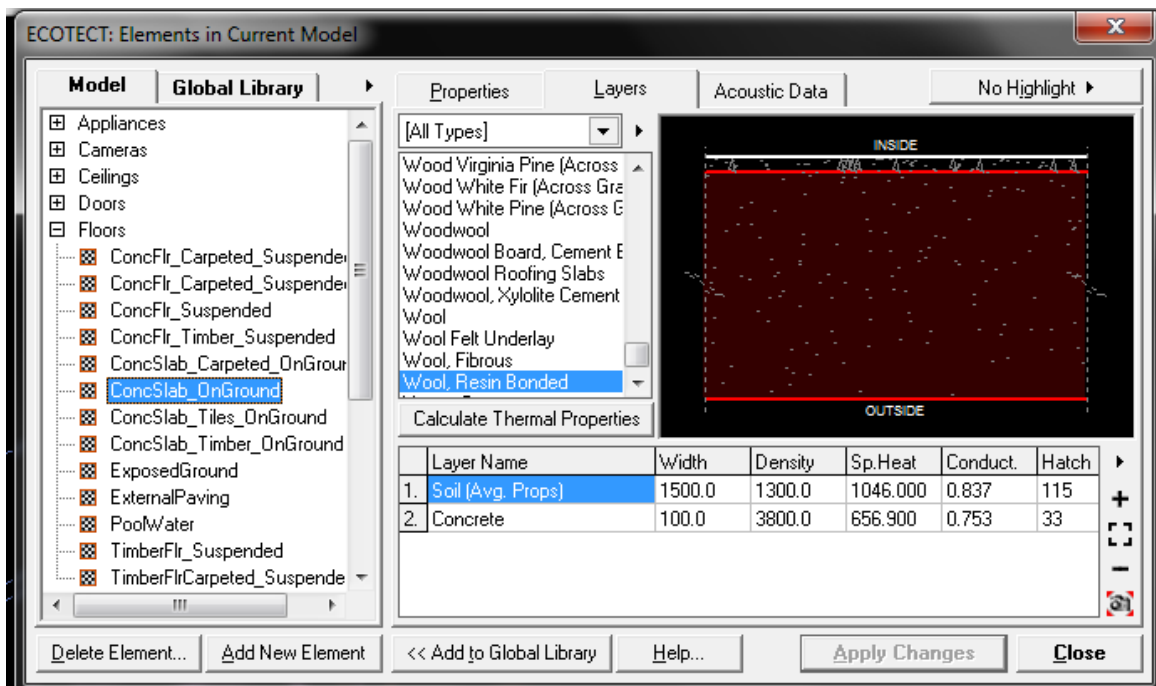 ECOTECT: Elements in Current Model
Model
Global Library
Appliances
Cameras
Ceilings
Doors
Floors
ConcFlr_Carpeted_Suspende
ConcFlr_Carpeted_Suspende
ConcFlr_Suspended
ConcFlr_Timber_Suspended
ConcSlab_Carpeted_OnGroun
ConcSlab_OnGround
ConcSlab_Tiles_OnGround
ConcSlab_Timber_OnGround
ExposedGround
ExternalPaving
PoolWater
TimberFlr_Suspended
TimberFlrCarpeted_Suspende
Delete Element...
Add New Element
Properties
Layers
Acoustic Data
No Highlight
[All Types]
Wood Virginia Pine (Across
Wood White Fir (Across Gra
Wood White Pine (Across G
Woodwool
Woodwool Board, Cement B
Woodwool Roofing Slabs
Woodwool, Xylolite Cement
Wool
Wool Felt Underlay
Wool, Fibrous
Wool, Resin Bonded
Calculate Thermal Properties
INSIDE
OUTSIDE
Layer Name Width Density Sp.Heat Conduct. Hatch
1. Soil (Avg. Props) 1500.0 1300.0 1046.000 0.837 115
2. Concrete 100.0 3800.0 656.900 0.753 33
<< Add to Global Library
Help...
Apply Changes
Close